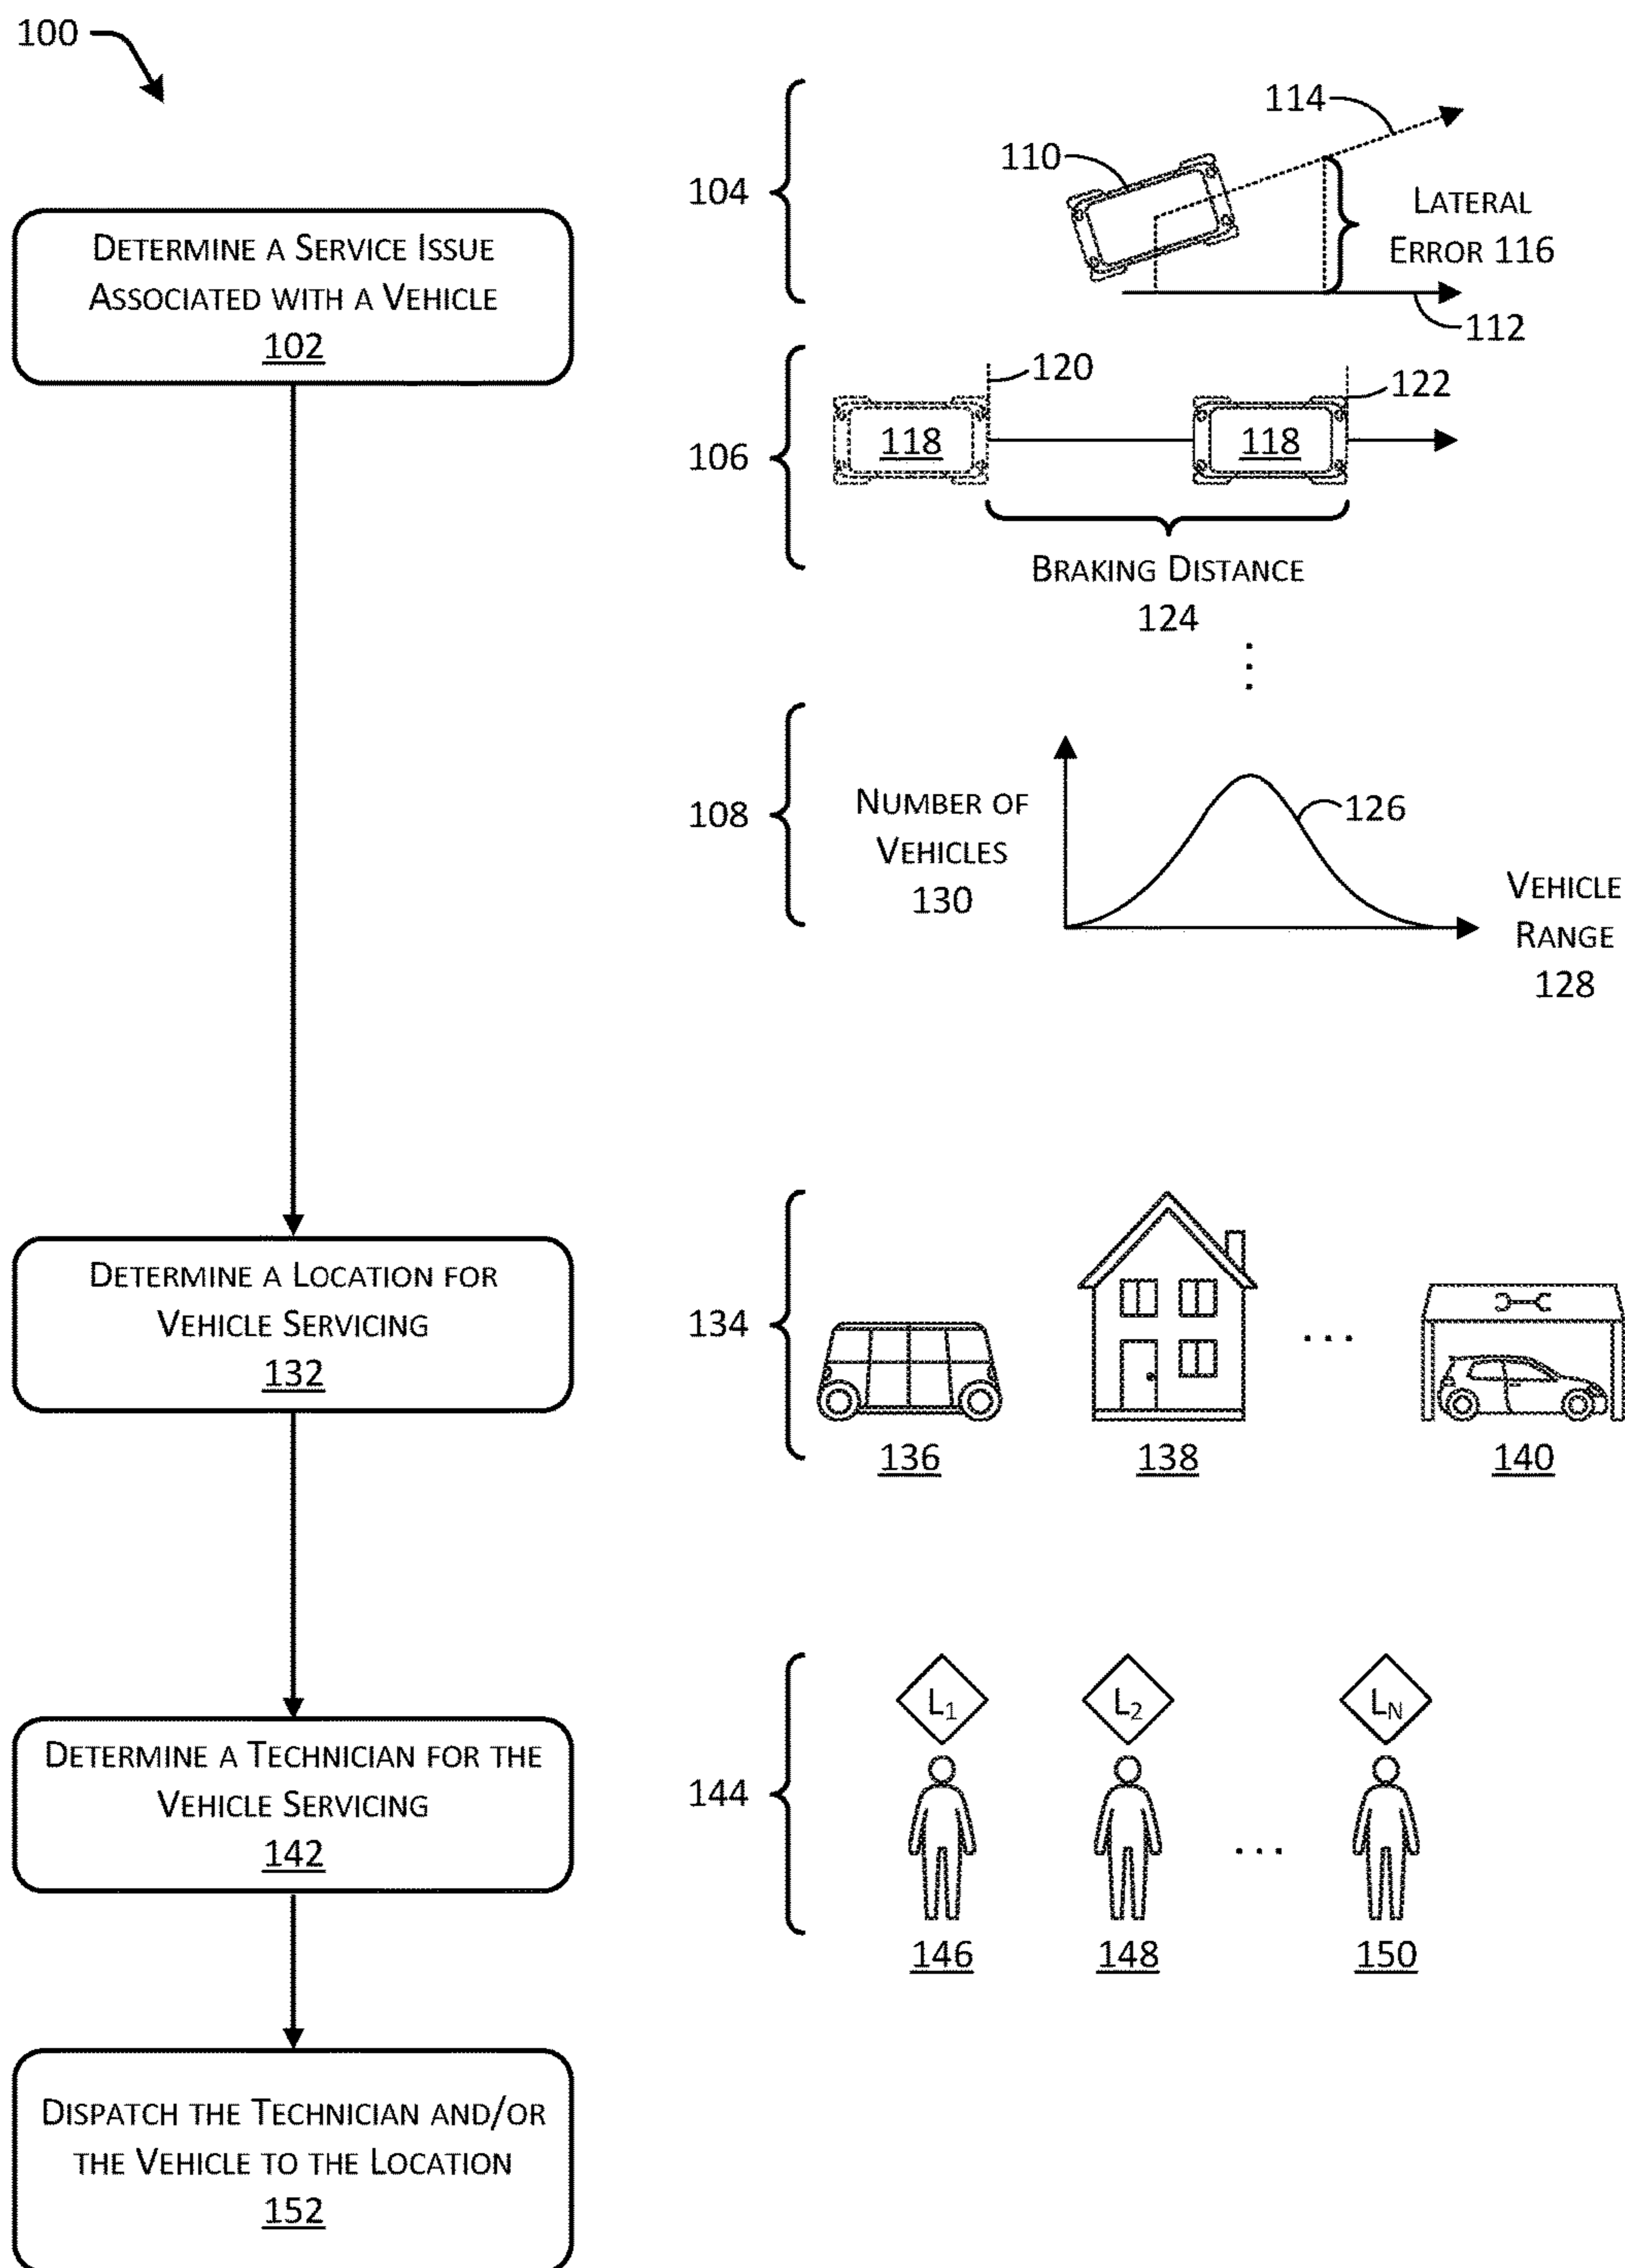 100
DETERMINE A SERVICE ISSUE
ASSOCIATED WITH A VEHICLE
102
104
110
114
LATERAL
ERROR 116
112
106
118
120
118
122
BRAKING DISTANCE
124
108
NUMBER OF
VEHICLES
130
126
VEHICLE
RANGE
128
DETERMINE A LOCATION FOR
VEHICLE SERVICING
132
134
136
138
...
140
DETERMINE A TECHNICIAN FOR THE
VEHICLE SERVICING
142
144
L1
L2
LN
...
146
148
150
DISPATCH THE TECHNICIAN AND/OR
THE VEHICLE TO THE LOCATION
152